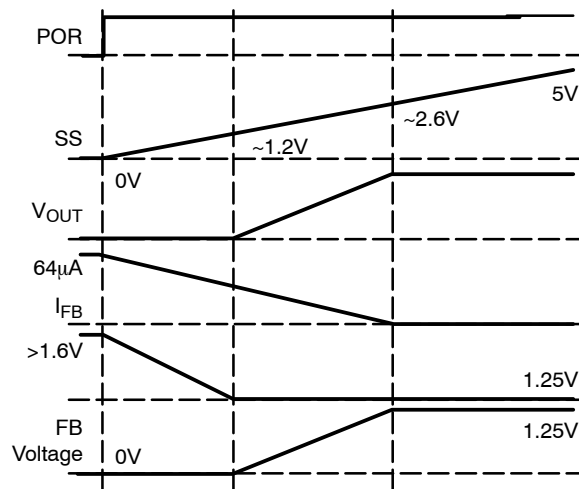 POR
5V
~2.6V
SS
~1.2V
0V
VOUT
64μA
IFB
>1.6V
1.25V
FB
Voltage
1.25V
0V